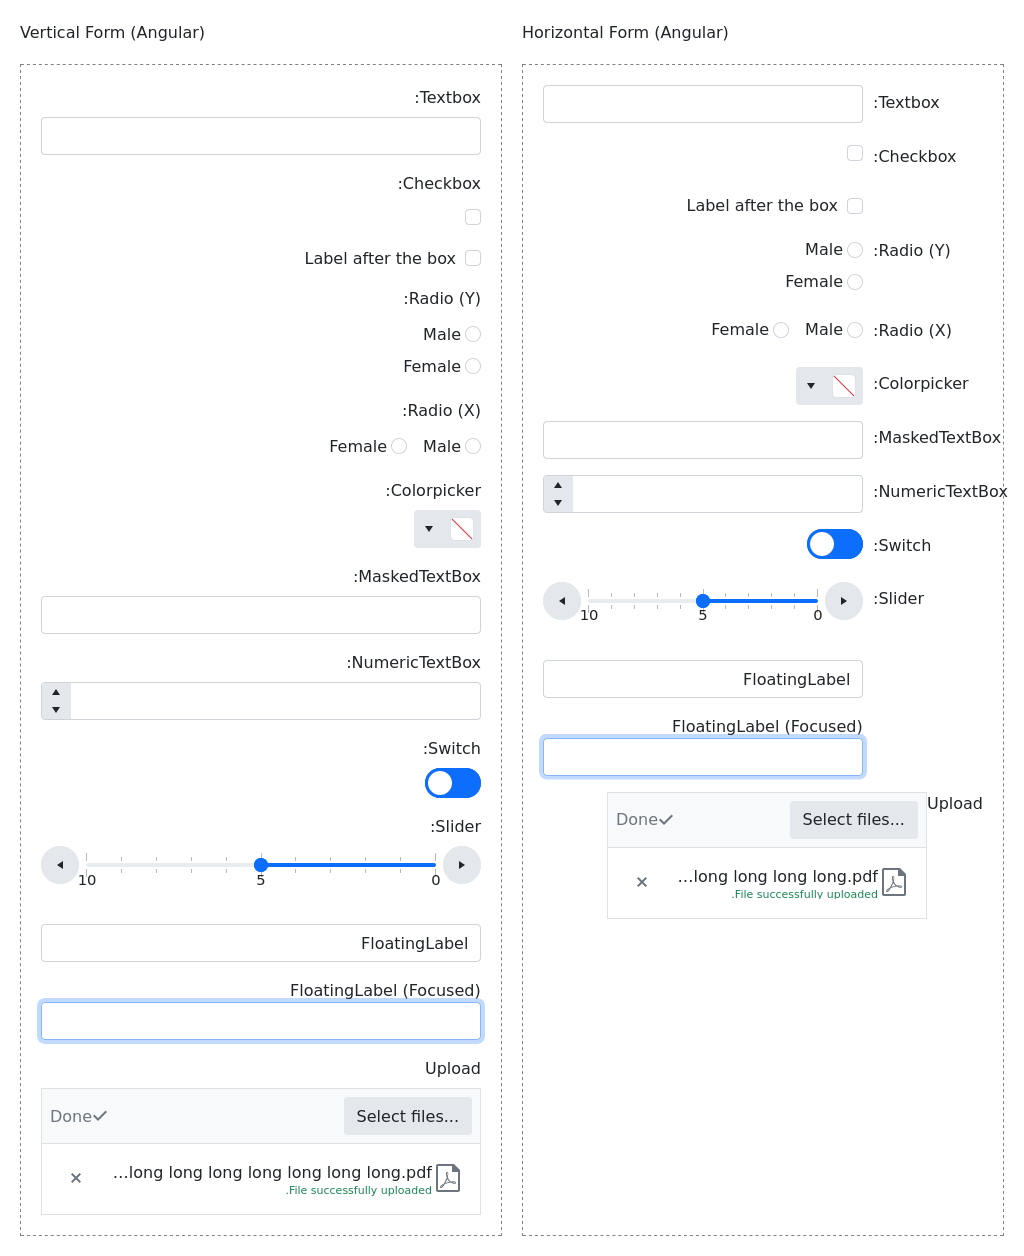 Vertical Form (Angular)
:Textbox
:Checkbox
Label after the box
:Radio (Y)
Male
Female
:Radio (X)
Female Male
:Colorpicker
:MaskedTextBox
:NumericTextBox
:Switch
:Slider
10 5 0
FloatingLabel
FloatingLabel (Focused)
Upload
Done Select files...
...long long long long long long long.pdf
.File successfully uploaded
Horizontal Form (Angular)
:Textbox
:Checkbox
Label after the box
Male :Radio (Y)
Female
Female Male :Radio (X)
:Colorpicker
:MaskedTextBox
:NumericTextBox
:Switch
:Slider
10 5 0
FloatingLabel
FloatingLabel (Focused)
Upload
Done Select files...
...long long long long.pdf
.File successfully uploaded